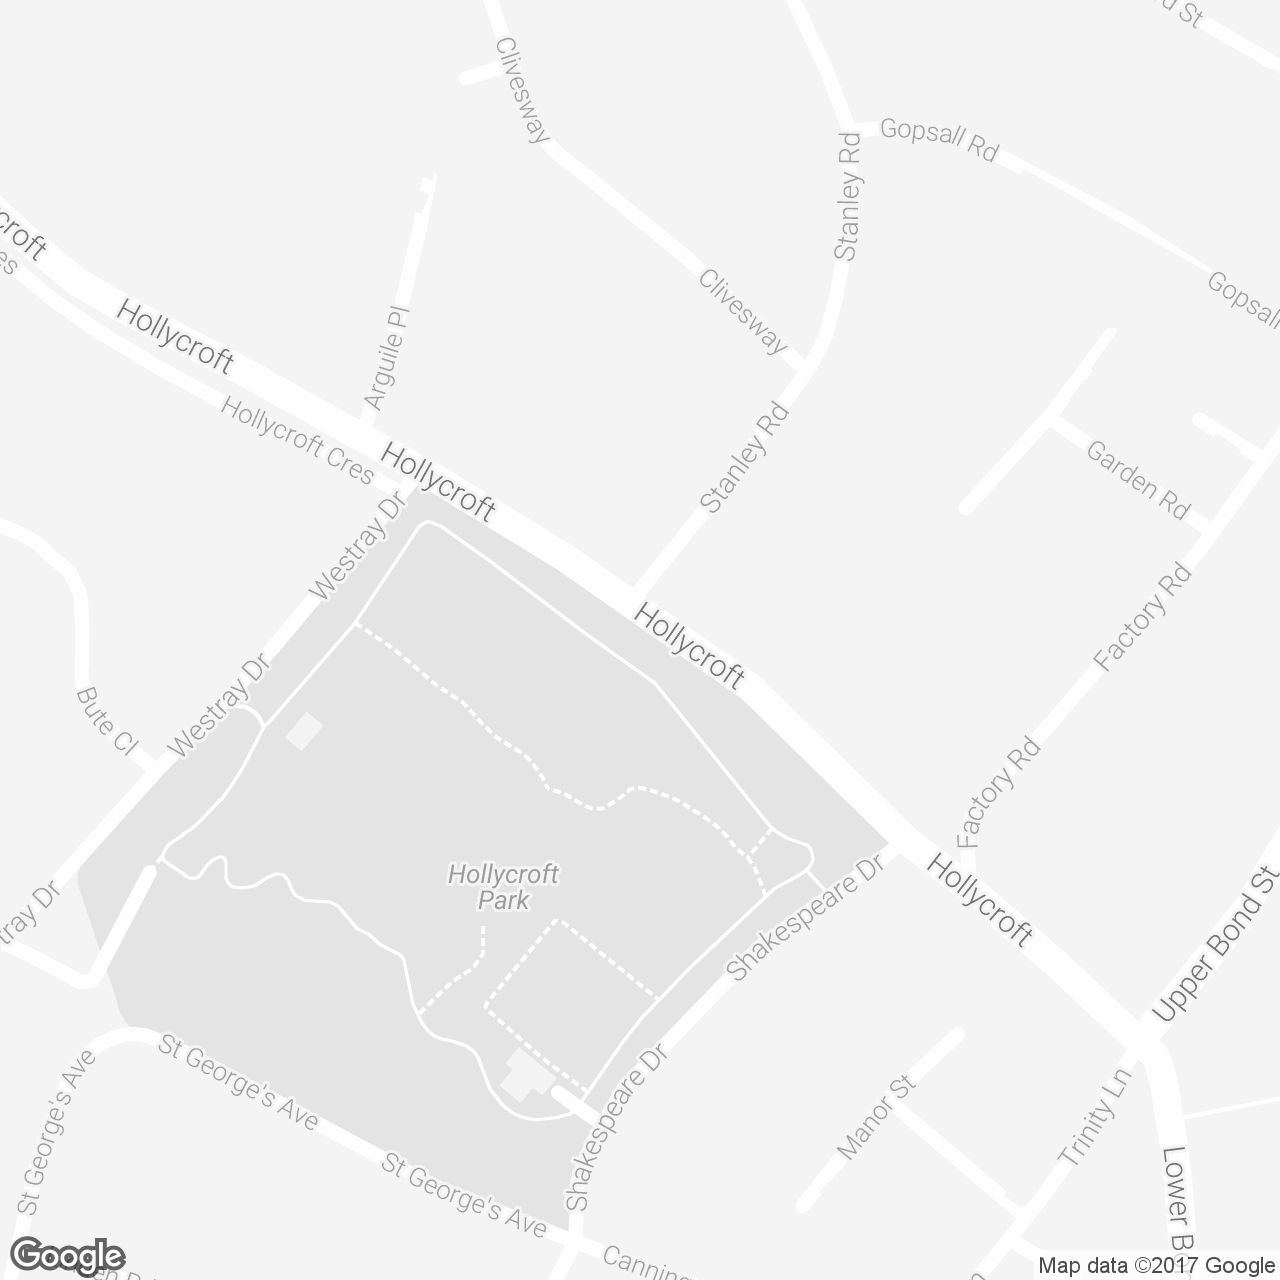 Clivesway
Gopsall Rd
Stanley Rd
Hollycroft
Arguile Pl
Clivesway
Gopsall
Hollycroft Cres
Hollycroft
Stanley Rd
Garden Rd
Westray Dr
Factory Rd
Hollycroft
Westray Dr
Bute Cl
Factory Rd
Hollycroft
Park
Shakespeare Dr
Hollycroft
Upper Bond St
St George's Ave
St George's Ave
Shakespeare Dr
Manor St
Trinity Ln
St George's Ave
Lower
Google
Map data ©2017 Google